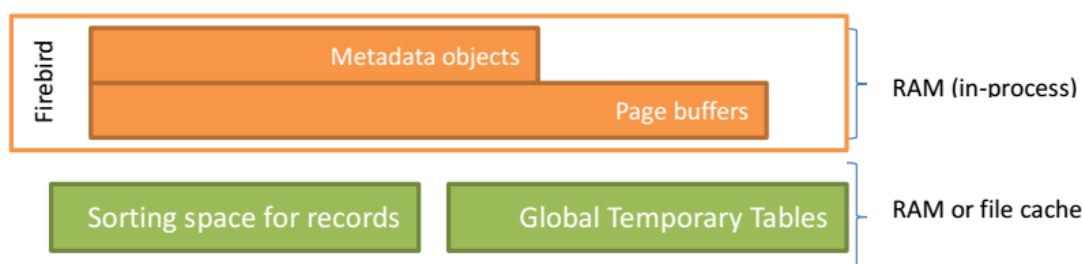 Firebird
Metadata objects
Page buffers
RAM (in-process)
Sorting space for records
Global Temporary Tables
RAM or file cache